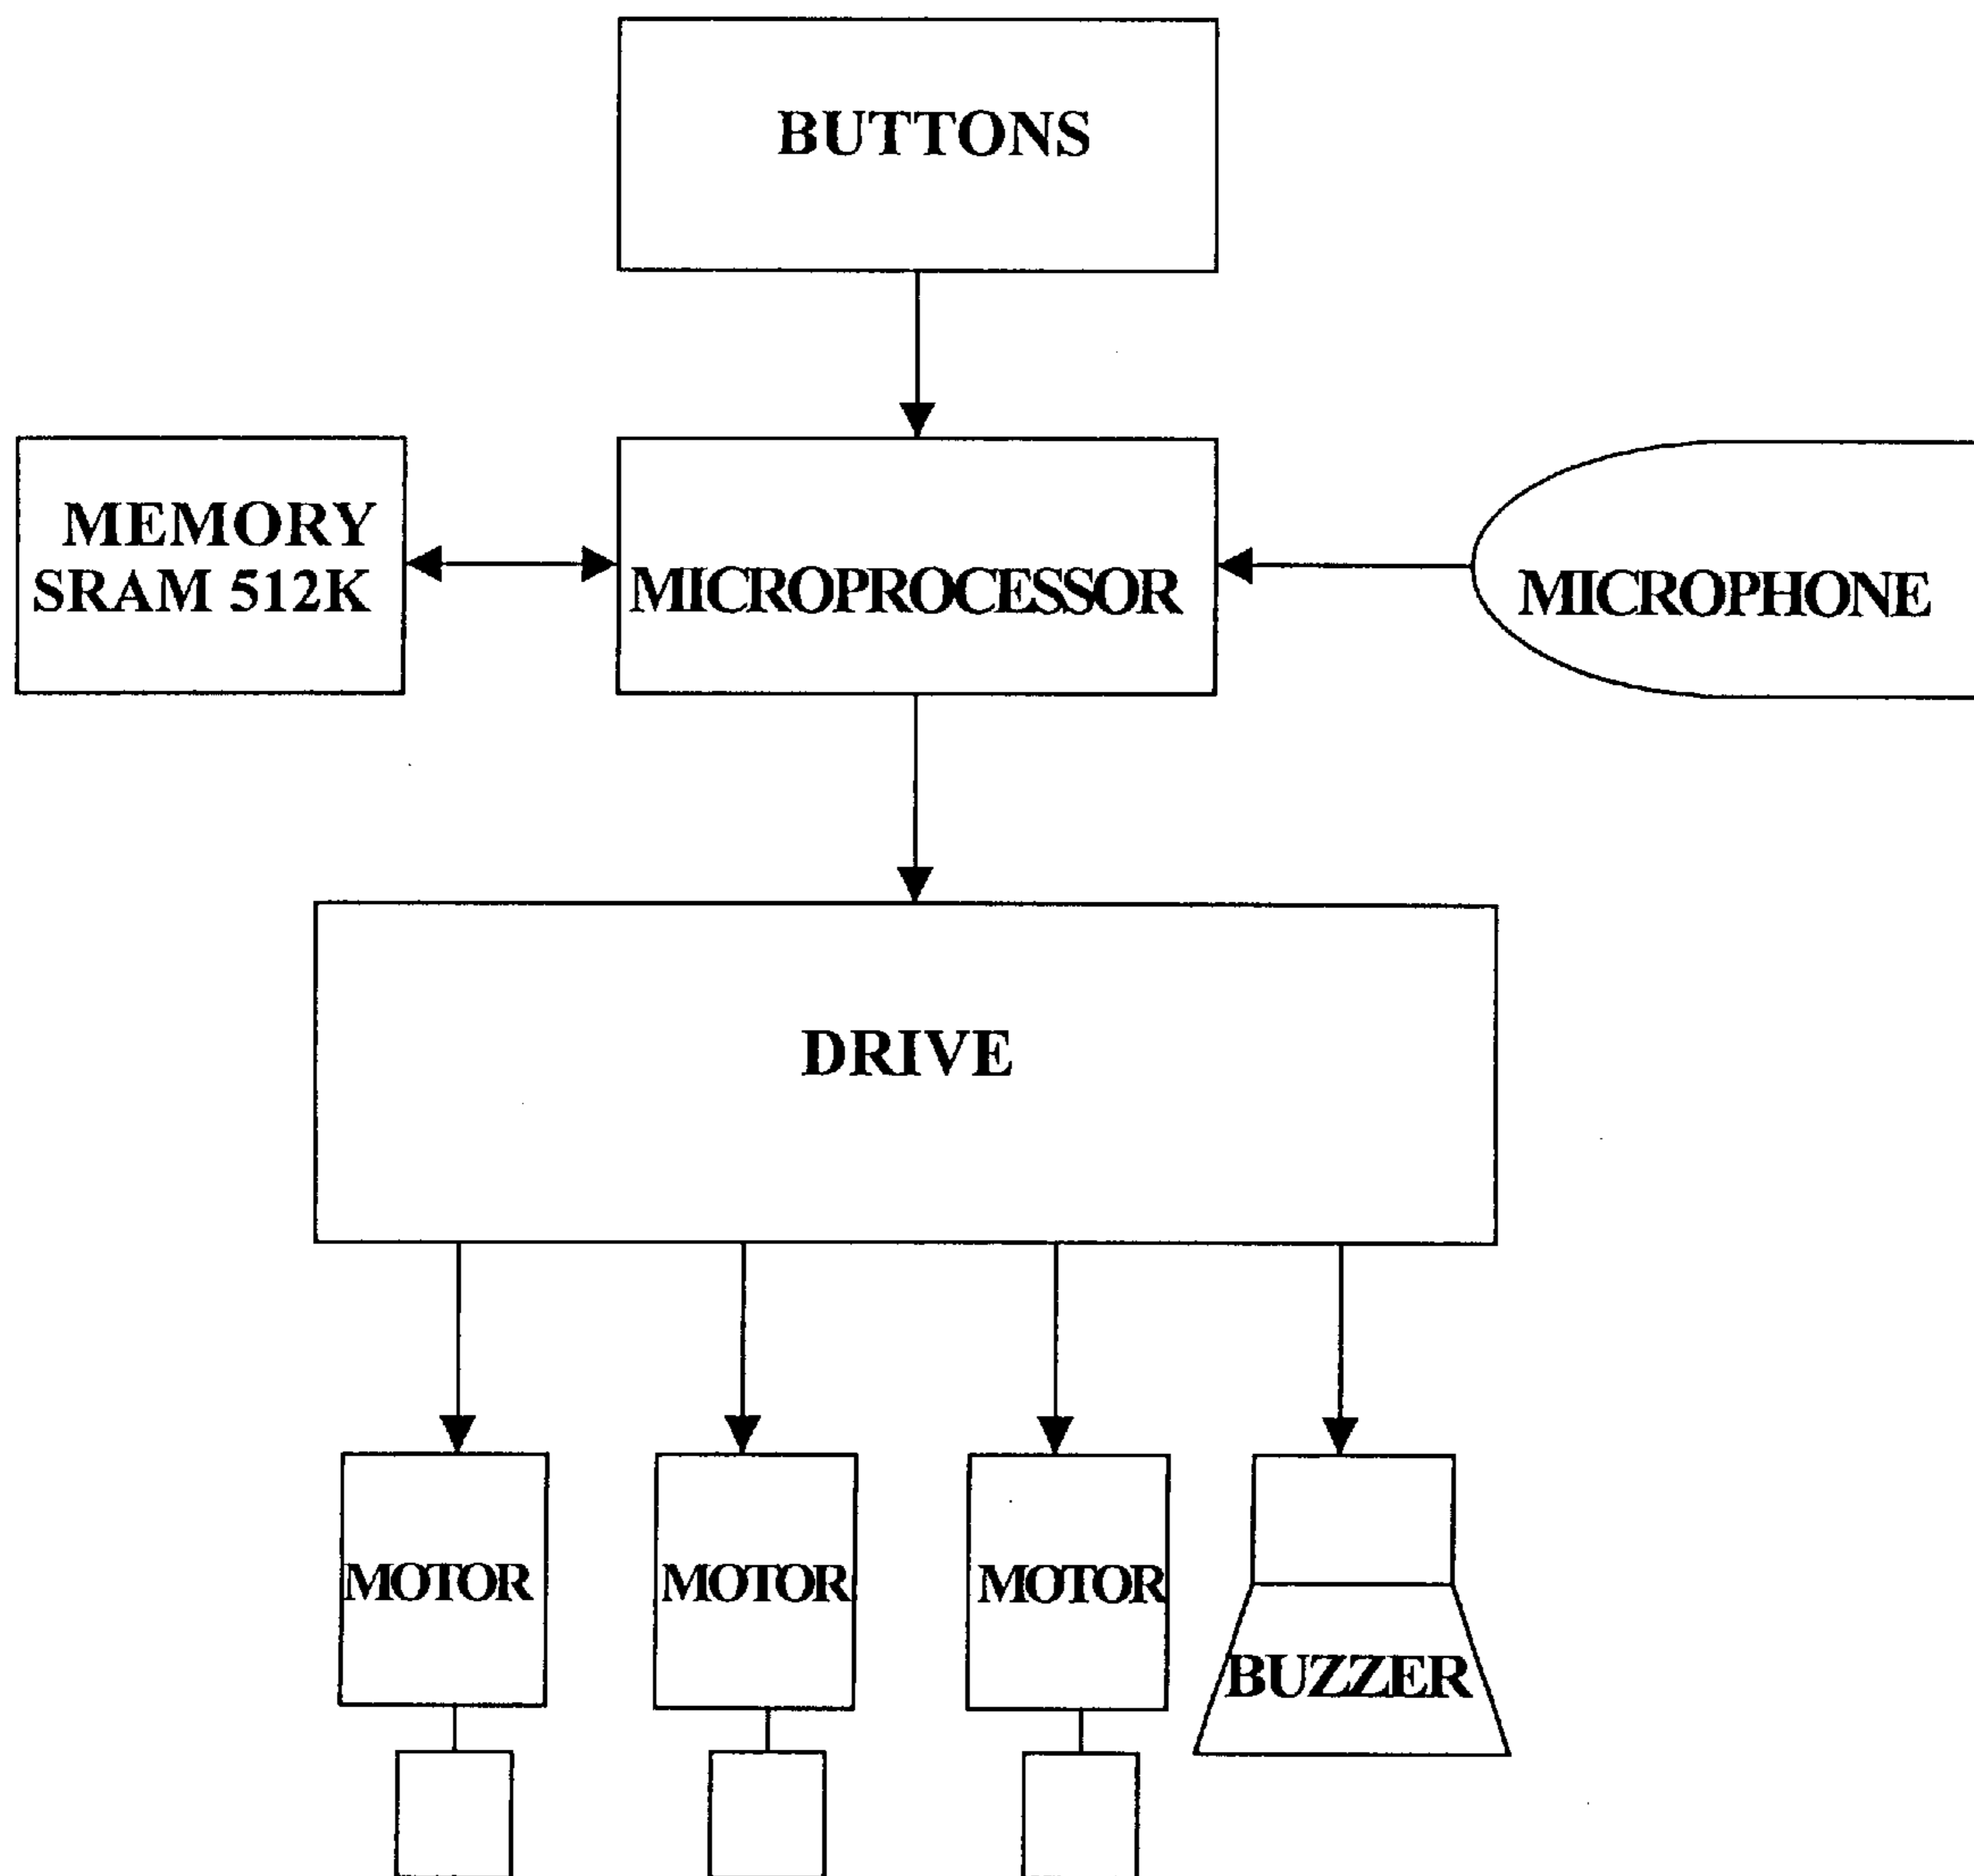 BUTTONS
MEMORY
SRAM 512K
MICROPROCESSOR
MICROPHONE
DRIVE
MOTOR
MOTOR
MOTOR
BUZZER